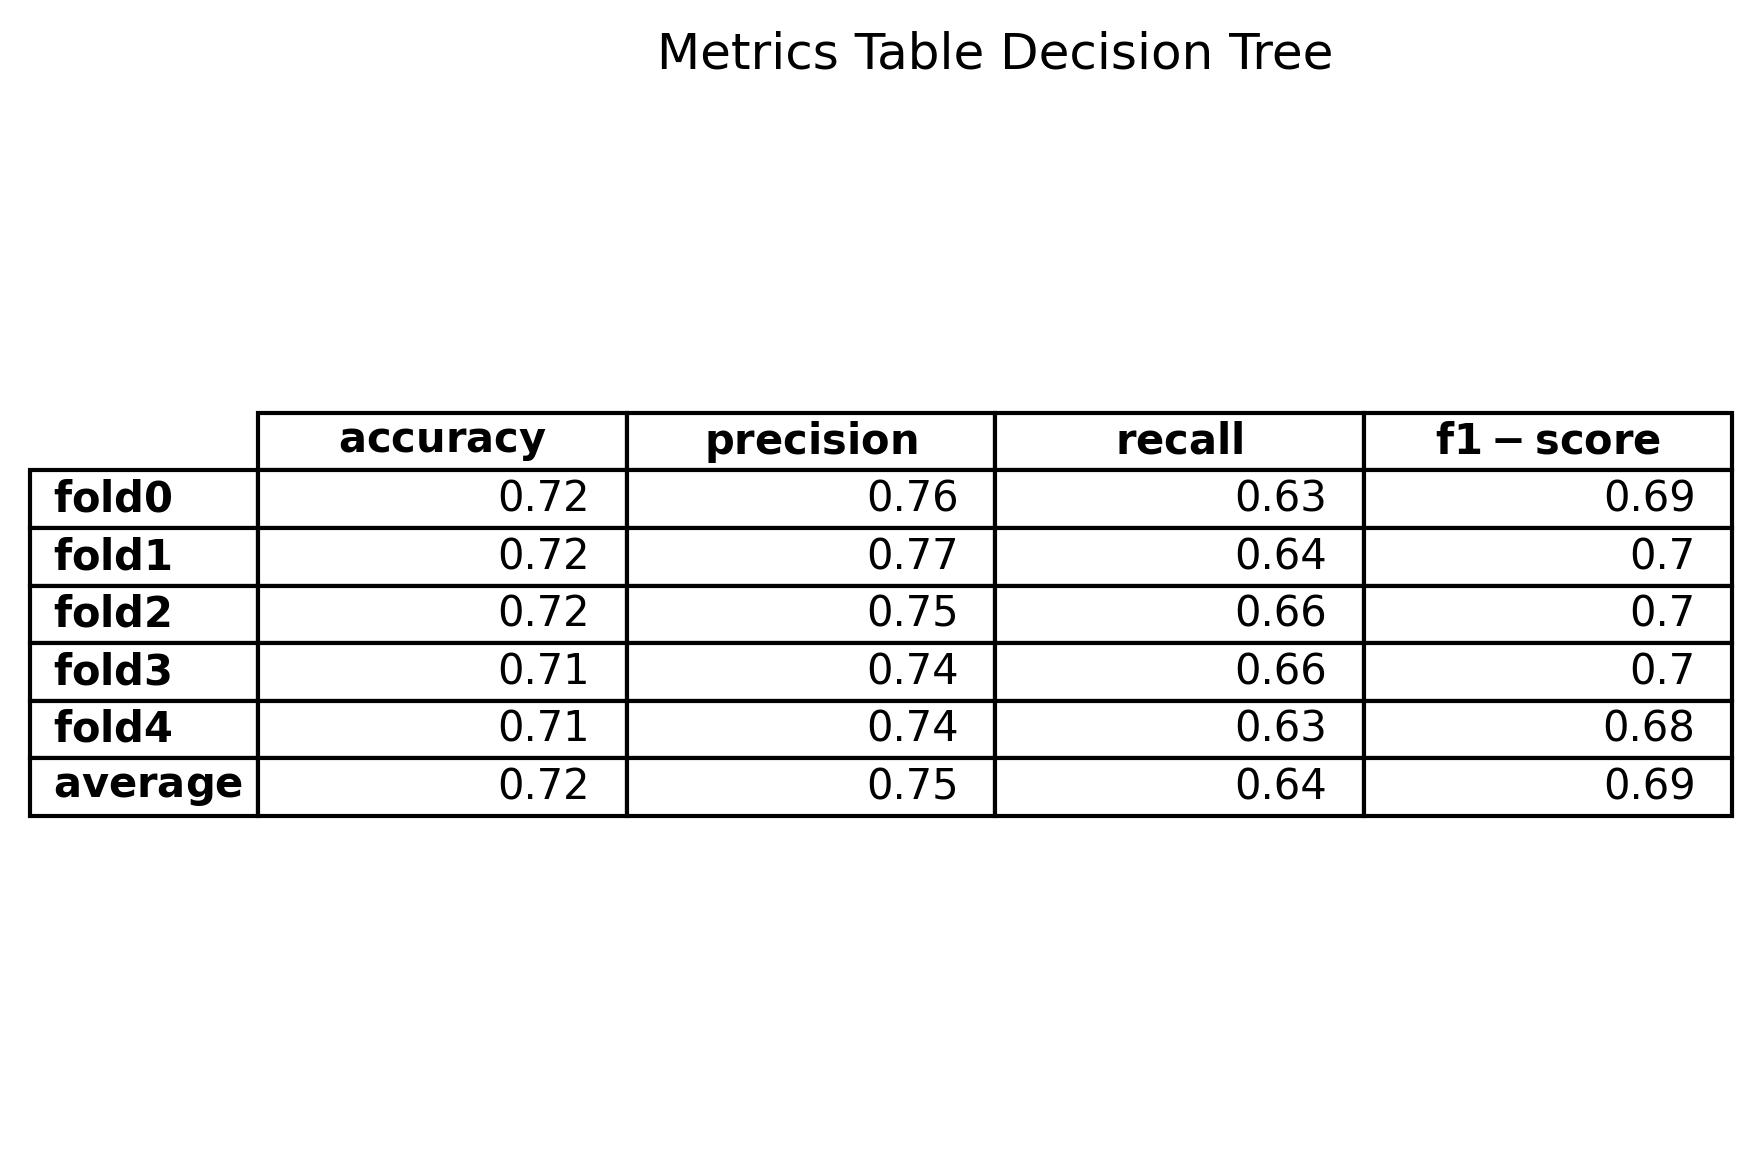 Metrics Table Decision Tree
accuracy precision recall f1 − score
fold0 0.72 0.76 0.63 0.69
fold1 0.72 0.77 0.64 0.7
fold2 0.72 0.75 0.66 0.7
fold3 0.71 0.74 0.66 0.7
fold4 0.71 0.74 0.63 0.68
average 0.72 0.75 0.64 0.69